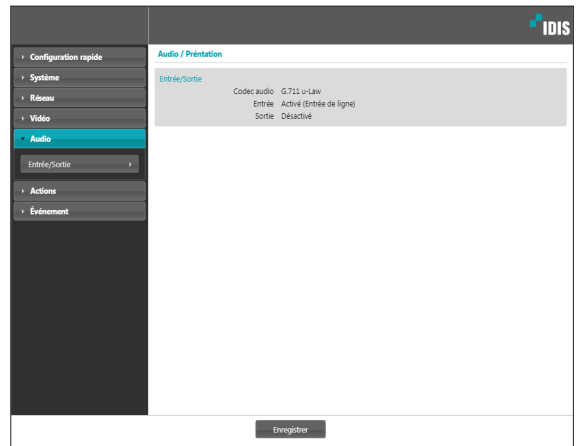 IDIS
Configuration rapide
Système
Réseau
Vidéo
Audio
Entrée/Sortie
Actions
Événement
Audio / Préntation
Entrée/Sortie
Codec audio G.711 u-Law
Entrée Activé (Entrée de ligne)
Sortie Désactivé
Enregistrer